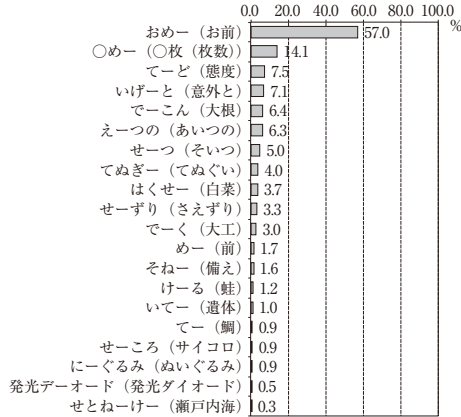 0.0 20.0 40.0 60.0 80.0 100.0
%
おめー（お前） 57.0
○めー（○枚（枚数）） 14.1
てーど（態度） 7.5
いげーと（意外と） 7.1
でーこん（大根） 6.4
えーつの（あいつの） 6.3
せーつ（そいつ） 5.0
てぬぎー（てぬぐい） 4.0
はくせー（白菜） 3.7
せーずり（さえずり） 3.3
でーく（大工） 3.0
めー（前） 1.7
そねー（備え） 1.6
けーる（蛙） 1.2
いてー（遺体） 1.0
てー（鯛） 0.9
せーころ（サイコロ） 0.9
にーぐるみ（ぬいぐるみ） 0.9
発光デーオード（発光ダイオード） 0.5
せとねーけー（瀬戸内海） 0.3